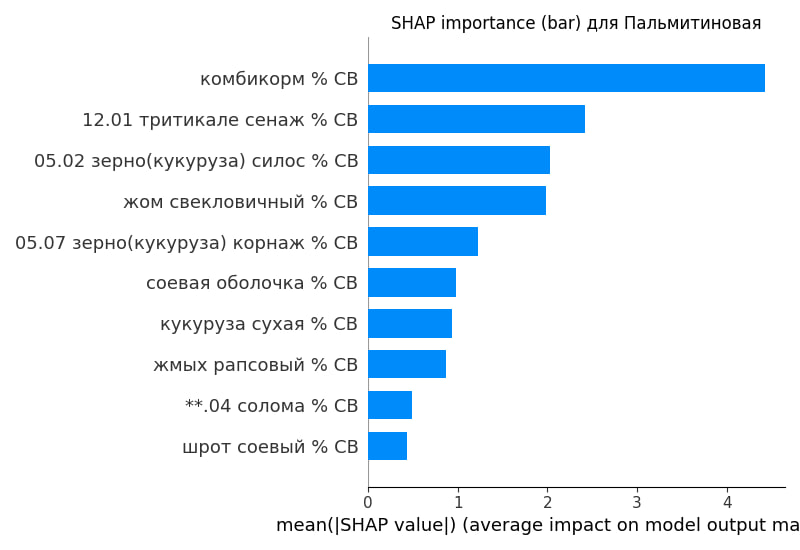 SHAP importance (bar) для Пальмитиновая
комбикорм % СВ
12.01 тритикале сенаж % СВ
05.02 зерно(кукуруза) силос % СВ
жом свекловичный % СВ
05.07 зерно(кукуруза) корнаж % СВ
соевая оболочка % СВ
кукуруза сухая % СВ
жмых рапсовый % СВ
**.04 солома % СВ
шрот соевый % СВ
0 1 2 3 4
mean(|SHAP value|) (average impact on model output ma